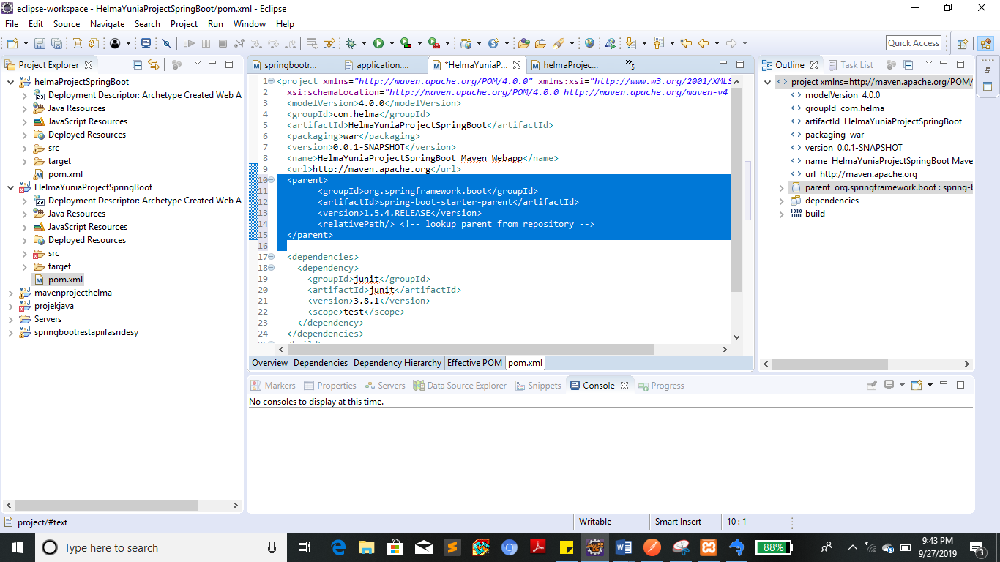 eclipse-workspace - HelmaYuniaProjectSpringBoot/pom.xml - Eclipse
File Edit Source Navigate Search Project Run Window Help
Quick Access
Project Explorer
helmaProjectSpringBoot
Deployment Descriptor: Archetype Created Web A
Java Resources
JavaScript Resources
Deployed Resources
src
target
pom.xml
HelmaYuniaProjectSpringBoot
Deployment Descriptor: Archetype Created Web A
Java Resources
JavaScript Resources
Deployed Resources
src
target
pom.xml
mavenprojecthelma
projekjava
Servers
springbootrestapiifasridesy
springbootr... application.... *HelmaYuniaP... helmaProjec... »5
1 <project xmlns="http://maven.apache.org/POM/4.0.0" xmlns:xsi="http://www.w3.org/2001/XMLS
2 xsi:schemaLocation="http://maven.apache.org/POM/4.0.0 http://maven.apache.org/maven-v4_
3 <modelVersion>4.0.0</modelVersion>
4 <groupId>com.helma</groupId>
5 <artifactId>HelmaYuniaProjectSpringBoot</artifactId>
6 <packaging>war</packaging>
7 <version>0.0.1-SNAPSHOT</version>
8 <name>HelmaYuniaProjectSpringBoot Maven Webapp</name>
9 <url>http://maven.apache.org</url>
10 <parent>
11 <groupId>org.springframework.boot</groupId>
12 <artifactId>spring-boot-starter-parent</artifactId>
13 <version>1.5.4.RELEASE</version>
14 <relativePath/> <!-- lookup parent from repository -->
15 </parent>
16
17 <dependencies>
18 <dependency>
19 <groupId>junit</groupId>
20 <artifactId>junit</artifactId>
21 <version>3.8.1</version>
22 <scope>test</scope>
23 </dependency>
24 </dependencies>
Overview Dependencies Dependency Hierarchy Effective POM pom.xml
Outline Task List
project xmlns=http://maven.apache.org/POM/
modelVersion 4.0.0
groupId com.helma
artifactId HelmaYuniaProjectSpringBoot
packaging war
version 0.0.1-SNAPSHOT
name HelmaYuniaProjectSpringBoot Mave
url http://maven.apache.org
parent org.springframework.boot : spring-b
dependencies
build
Markers Properties Servers Data Source Explorer Snippets Console Progress
No consoles to display at this time.
project/#text
Writable Smart Insert 10 : 1
Type here to search
88%
9:43 PM
9/27/2019
3